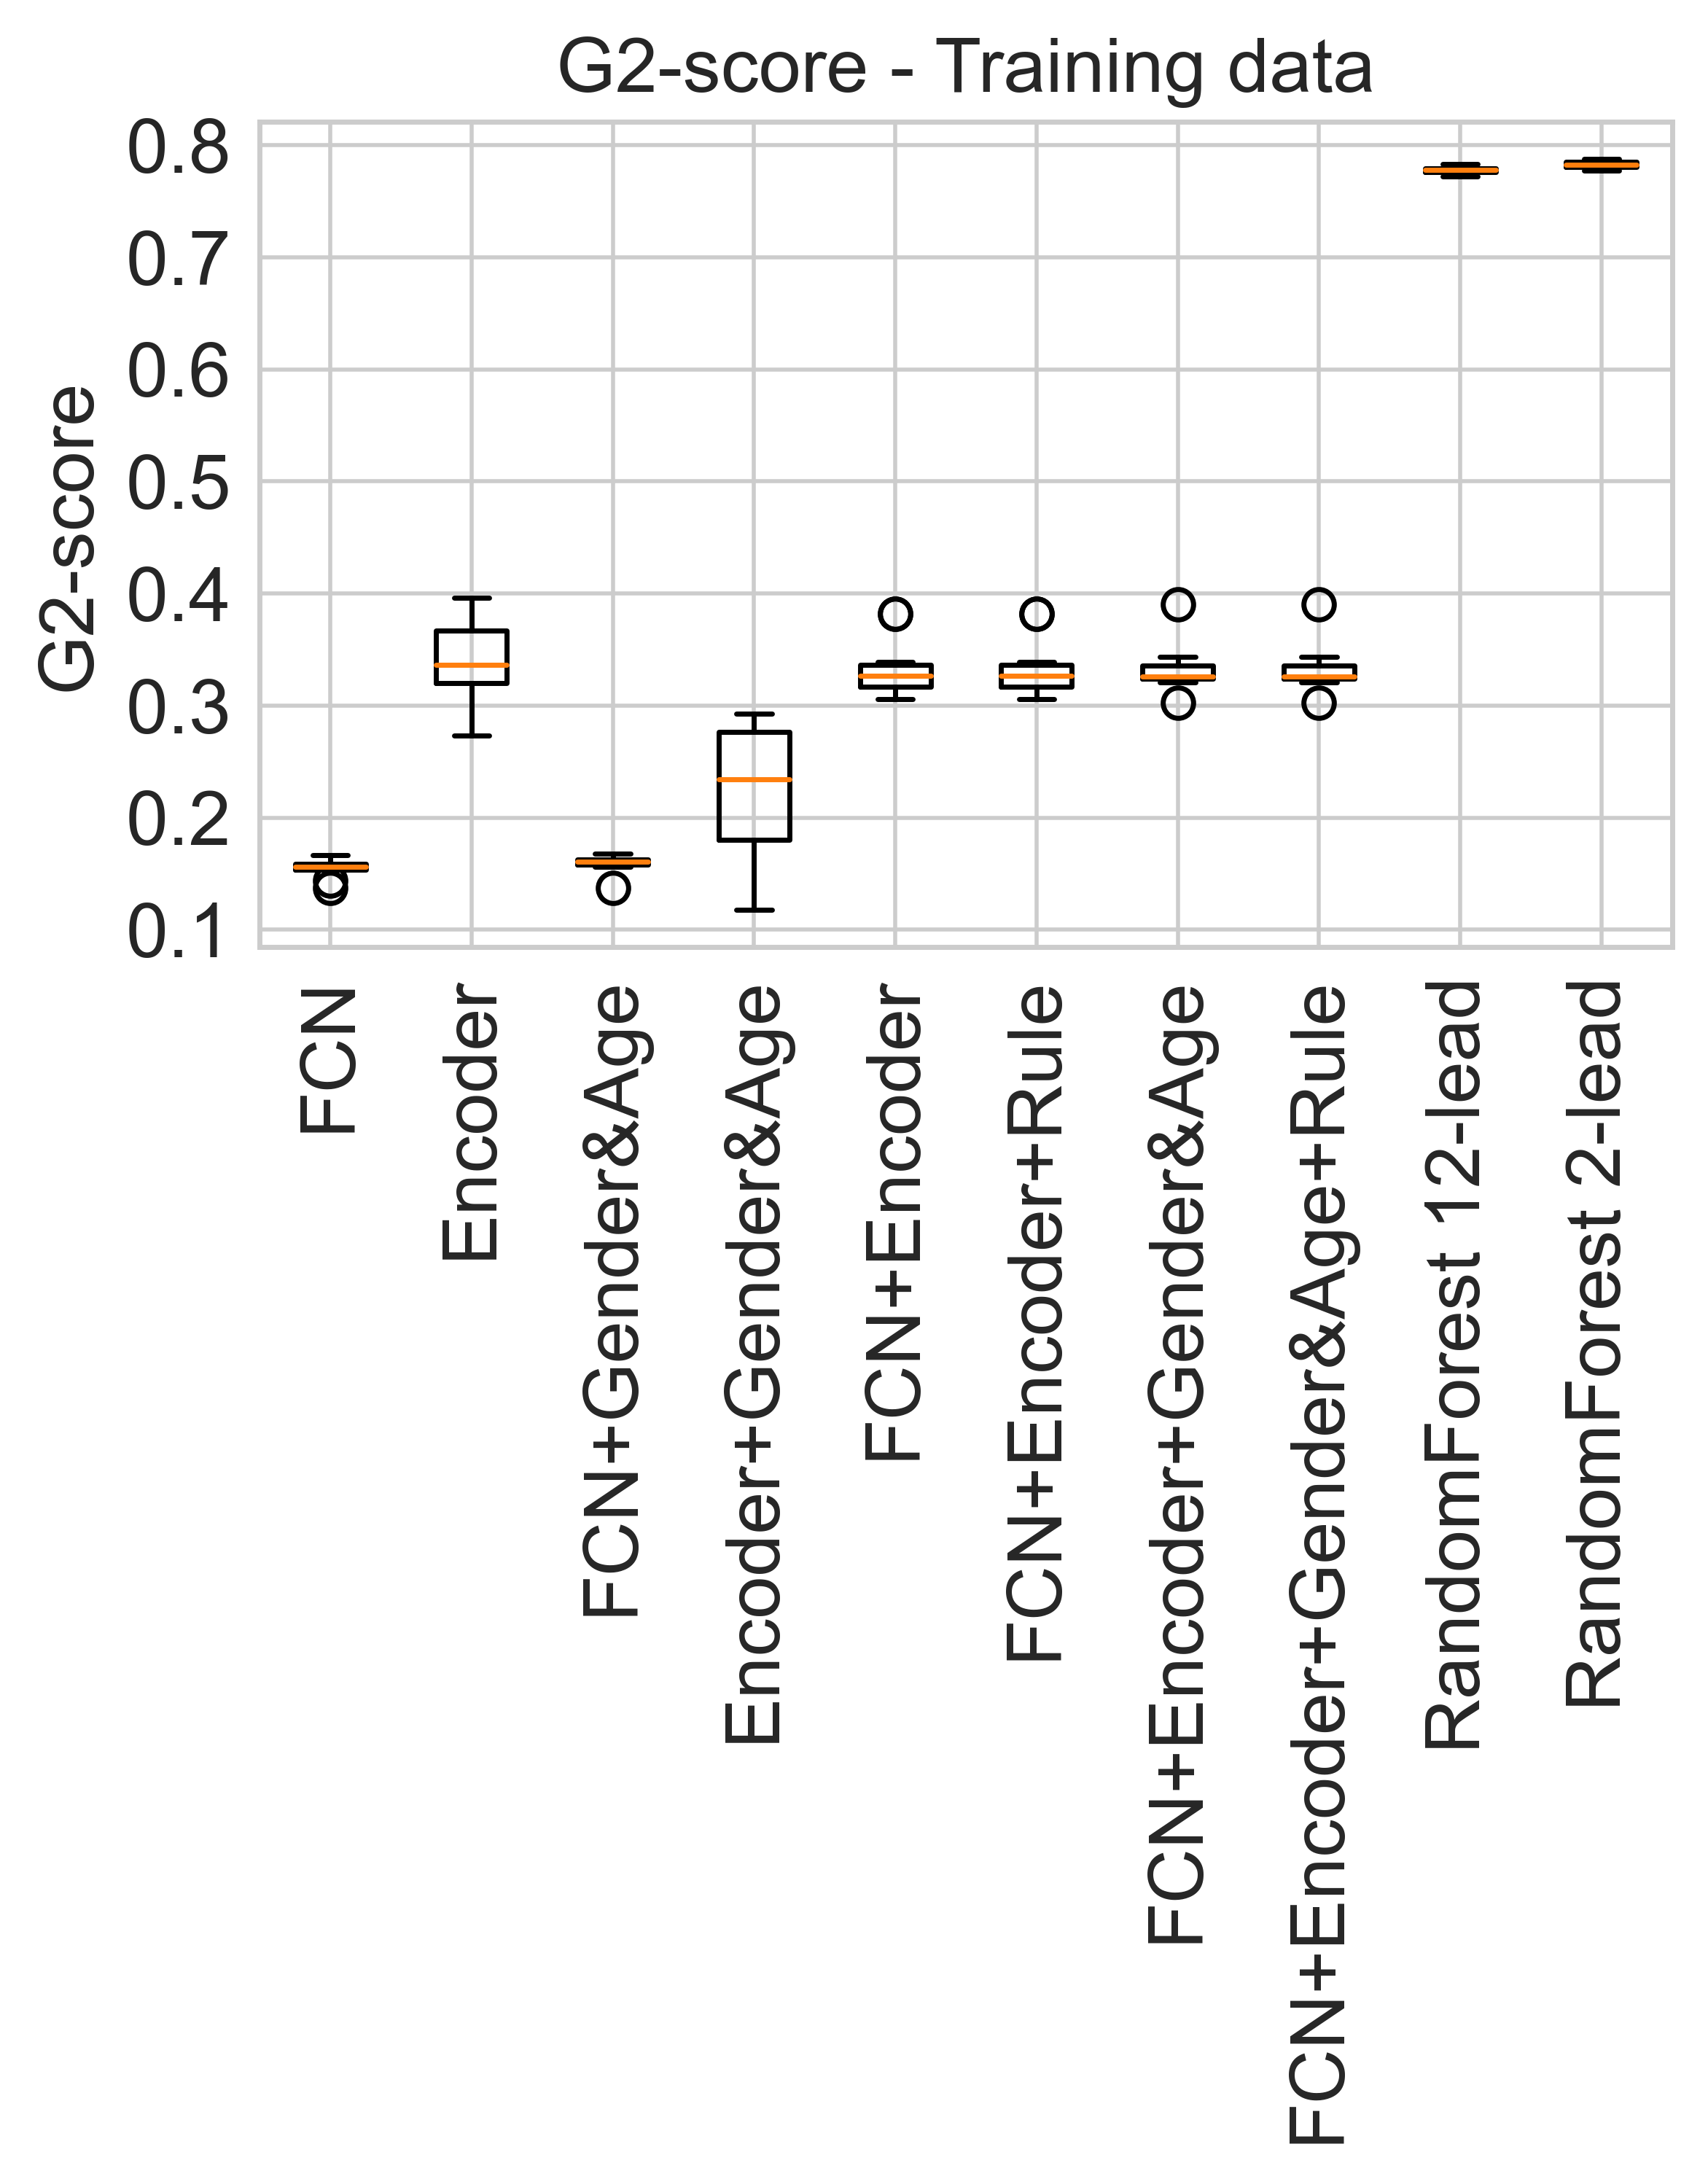 G2-score - Training data
G2-score
0.8
0.7
0.6
0.5
0.4
0.3
0.2
0.1
FCN
Encoder
FCN+Gender&Age
Encoder+Gender&Age
FCN+Encoder
FCN+Encoder+Rule
FCN+Encoder+Gender&Age
FCN+Encoder+Gender&Age+Rule
RandomForest 12-lead
RandomForest 2-lead